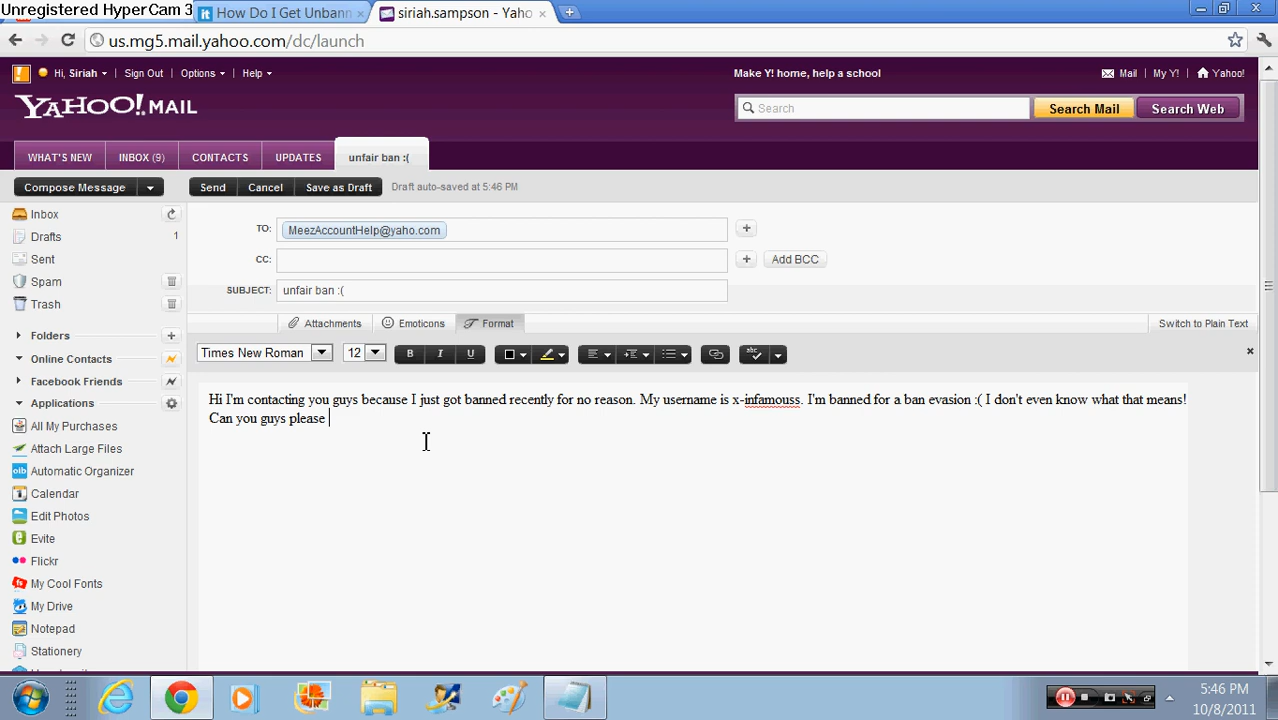 Unregistered HyperCam 3
How Do I Get Unbann
siriah.sampson - Yaho
us.mg5.mail.yahoo.com/dc/launch
Hi, Siriah
Sign Out
Options
Help
Make Y! home, help a school
Mail
My Y!
Yahoo!
YAHOO! MAIL
Search
Search Mail
Search Web
WHAT'S NEW
INBOX (9)
CONTACTS
UPDATES
unfair ban :(
Compose Message
Send
Cancel
Save as Draft
Draft auto-saved at 5:46 PM
Inbox
Drafts
1
Sent
Spam
Trash
Folders
Online Contacts
Facebook Friends
Applications
All My Purchases
Attach Large Files
Automatic Organizer
Calendar
Edit Photos
Evite
Flickr
My Cool Fonts
My Drive
Notepad
Stationery
TO:
MeezAccountHelp@yaho.com
CC:
Add BCC
SUBJECT:
unfair ban :(
Attachments
Emoticons
Format
Switch to Plain Text
Times New Roman
12
B
I
U
abc
Hi I'm contacting you guys because I just got banned recently for no reason. My username is x-infamouss. I'm banned for a ban evasion :( I don't even know what that means!
Can you guys please
5:46 PM
10/8/2011